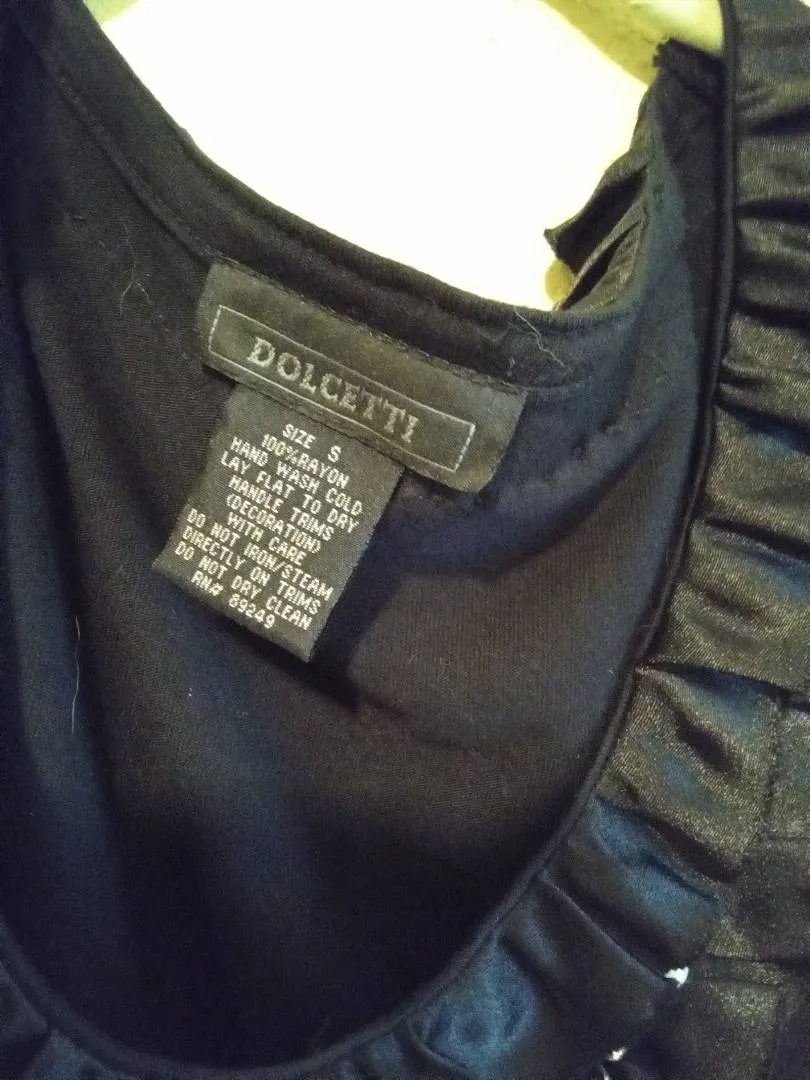 DOLCETTI
SIZE S
100%RAYON
HAND WASH COLD
LAY FLAT TO DRY
HANDLE TRIMS
(DECORATION)
WITH CARE
DO NOT IRON/STEAM
DIRECTLY ON TRIMS
DO NOT DRY CLEAN
RN# 89249